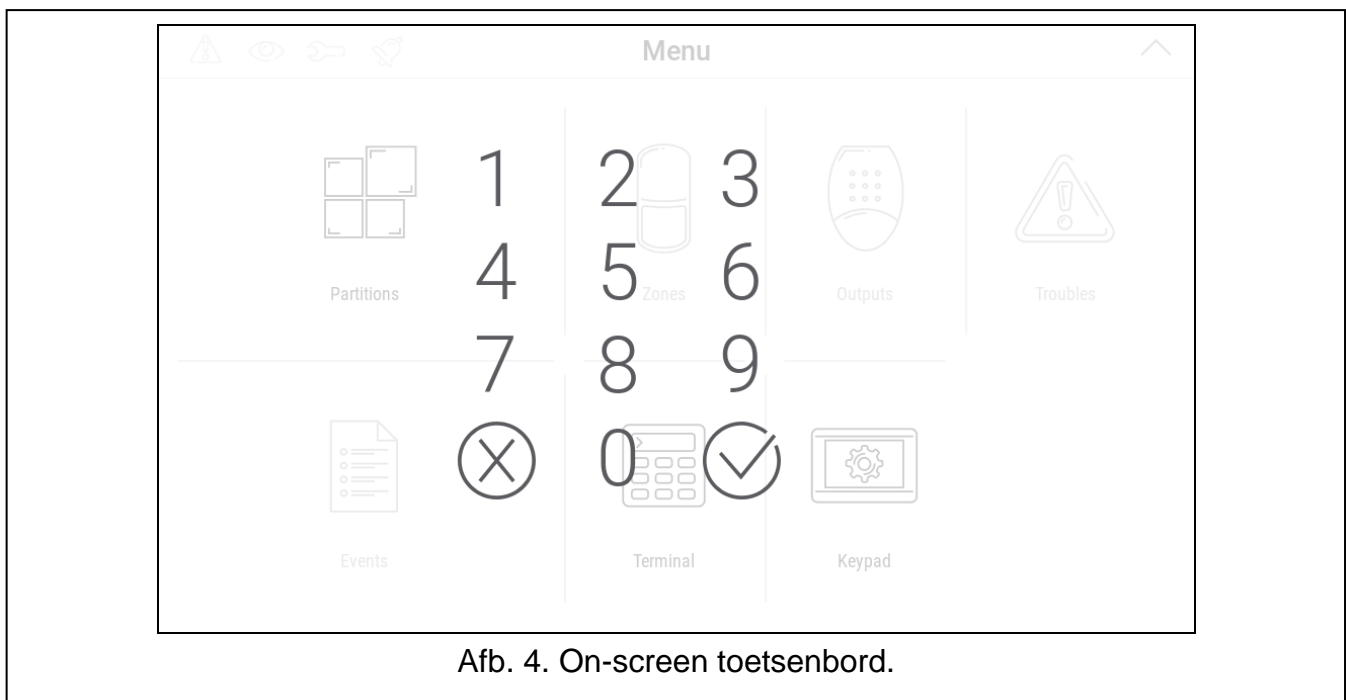 Menu
1 2 3
Partitions 4 5 Zones 6 Outputs Troubles
7 8 9
0
Events Terminal Keypad
Afb. 4. On-screen toetsenbord.